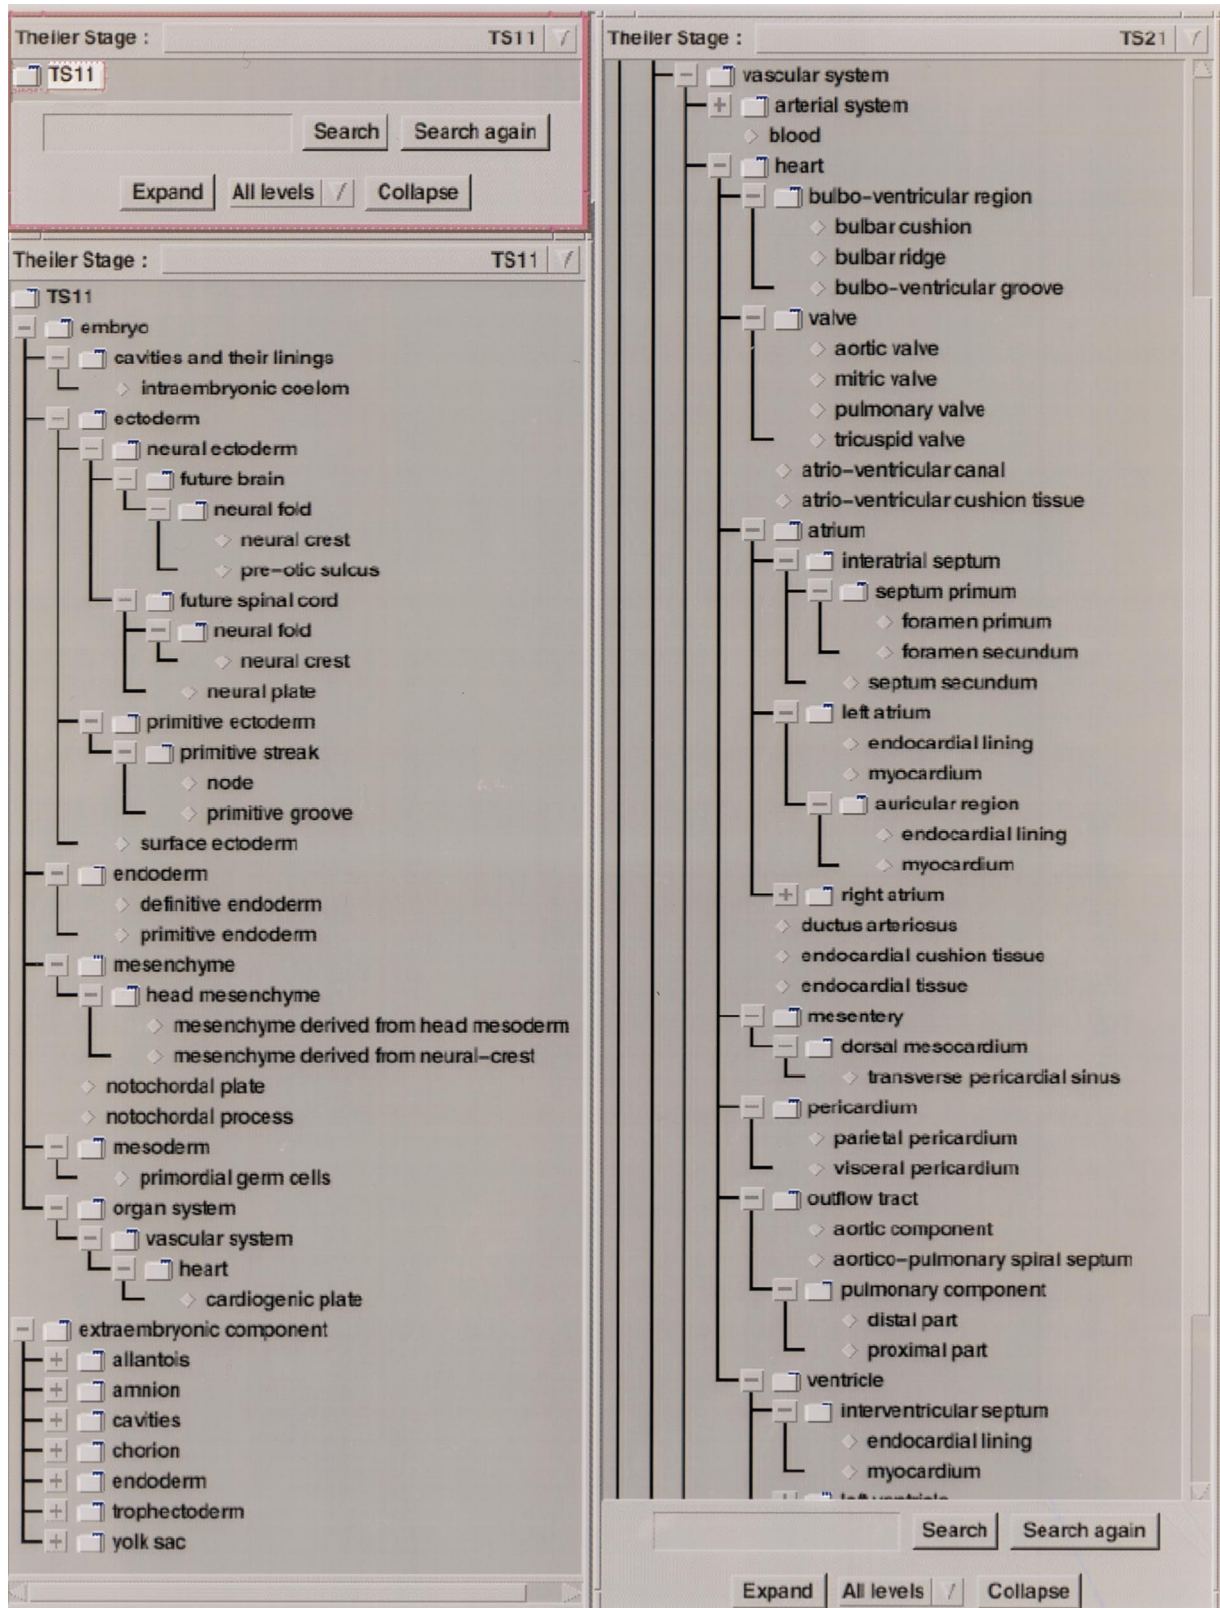 Theiler Stage : TS11
TS11
Search Search again
Expand All levels Collapse
Theiler Stage : TS11
TS11
embryo
cavities and their linings
intraembryonic coelom
ectoderm
neural ectoderm
future brain
neural fold
neural crest
pre-otic sulcus
future spinal cord
neural fold
neural crest
neural plate
primitive ectoderm
primitive streak
node
primitive groove
surface ectoderm
endoderm
definitive endoderm
primitive endoderm
mesenchyme
head mesenchyme
mesenchyme derived from head mesoderm
mesenchyme derived from neural-crest
notochordal plate
notochordal process
mesoderm
primordial germ cells
organ system
vascular system
heart
cardiogenic plate
extraembryonic component
allantois
amnion
cavities
chorion
endoderm
trophectoderm
yolk sac
Theiler Stage : TS21
vascular system
arterial system
blood
heart
bulbo-ventricular region
bulbar cushion
bulbar ridge
bulbo-ventricular groove
valve
aortic valve
mitric valve
pulmonary valve
tricuspid valve
atrio-ventricular canal
atrio-ventricular cushion tissue
atrium
interatrial septum
septum primum
foramen primum
foramen secundum
septum secundum
left atrium
endocardial lining
myocardium
auricular region
endocardial lining
myocardium
right atrium
ductus arteriosus
endocardial cushion tissue
endocardial tissue
mesentery
dorsal mesocardium
transverse pericardial sinus
pericardium
parietal pericardium
visceral pericardium
outflow tract
aortic component
aortico-pulmonary spiral septum
pulmonary component
distal part
proximal part
ventricle
interventricular septum
endocardial lining
myocardium
left ventricle
Search Search again
Expand All levels Collapse